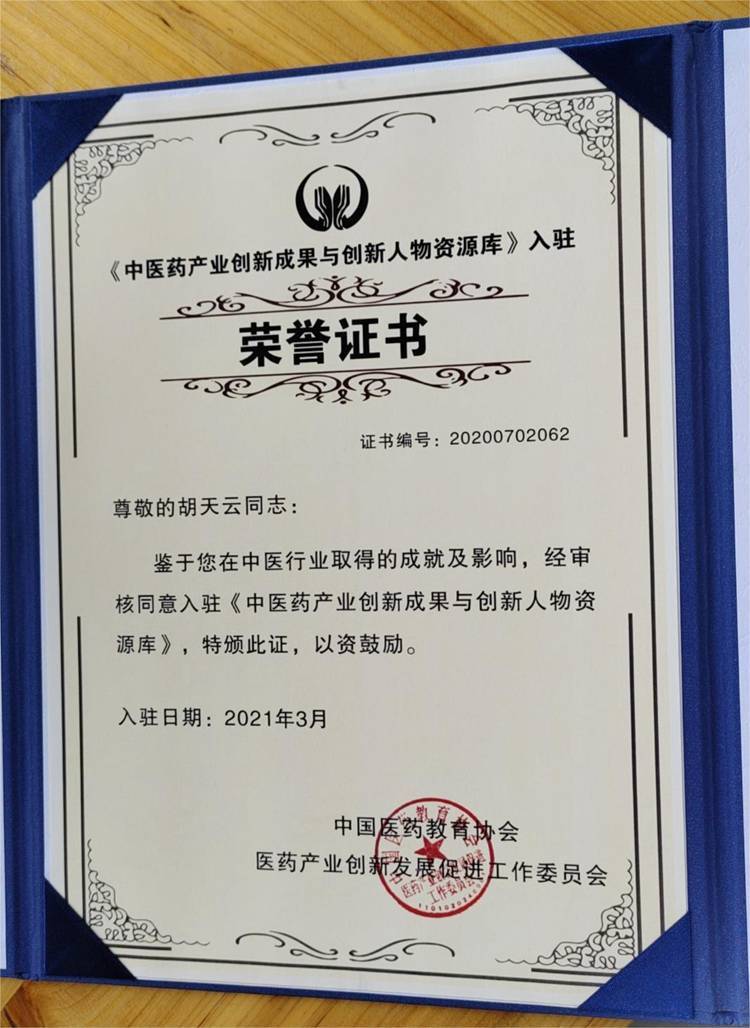 《中医药产业创新成果与创新人物资源库》入驻
荣誉证书
证书编号：20200702062
尊敬的胡天云同志：
鉴于您在中医行业取得的成就及影响，经审
核同意入驻《中医药产业创新成果与创新人物资
源库》，特颁此证，以资鼓励。
入驻日期：2021年3月
中国医药教育协会
医药产业创新发展促进工作委员会